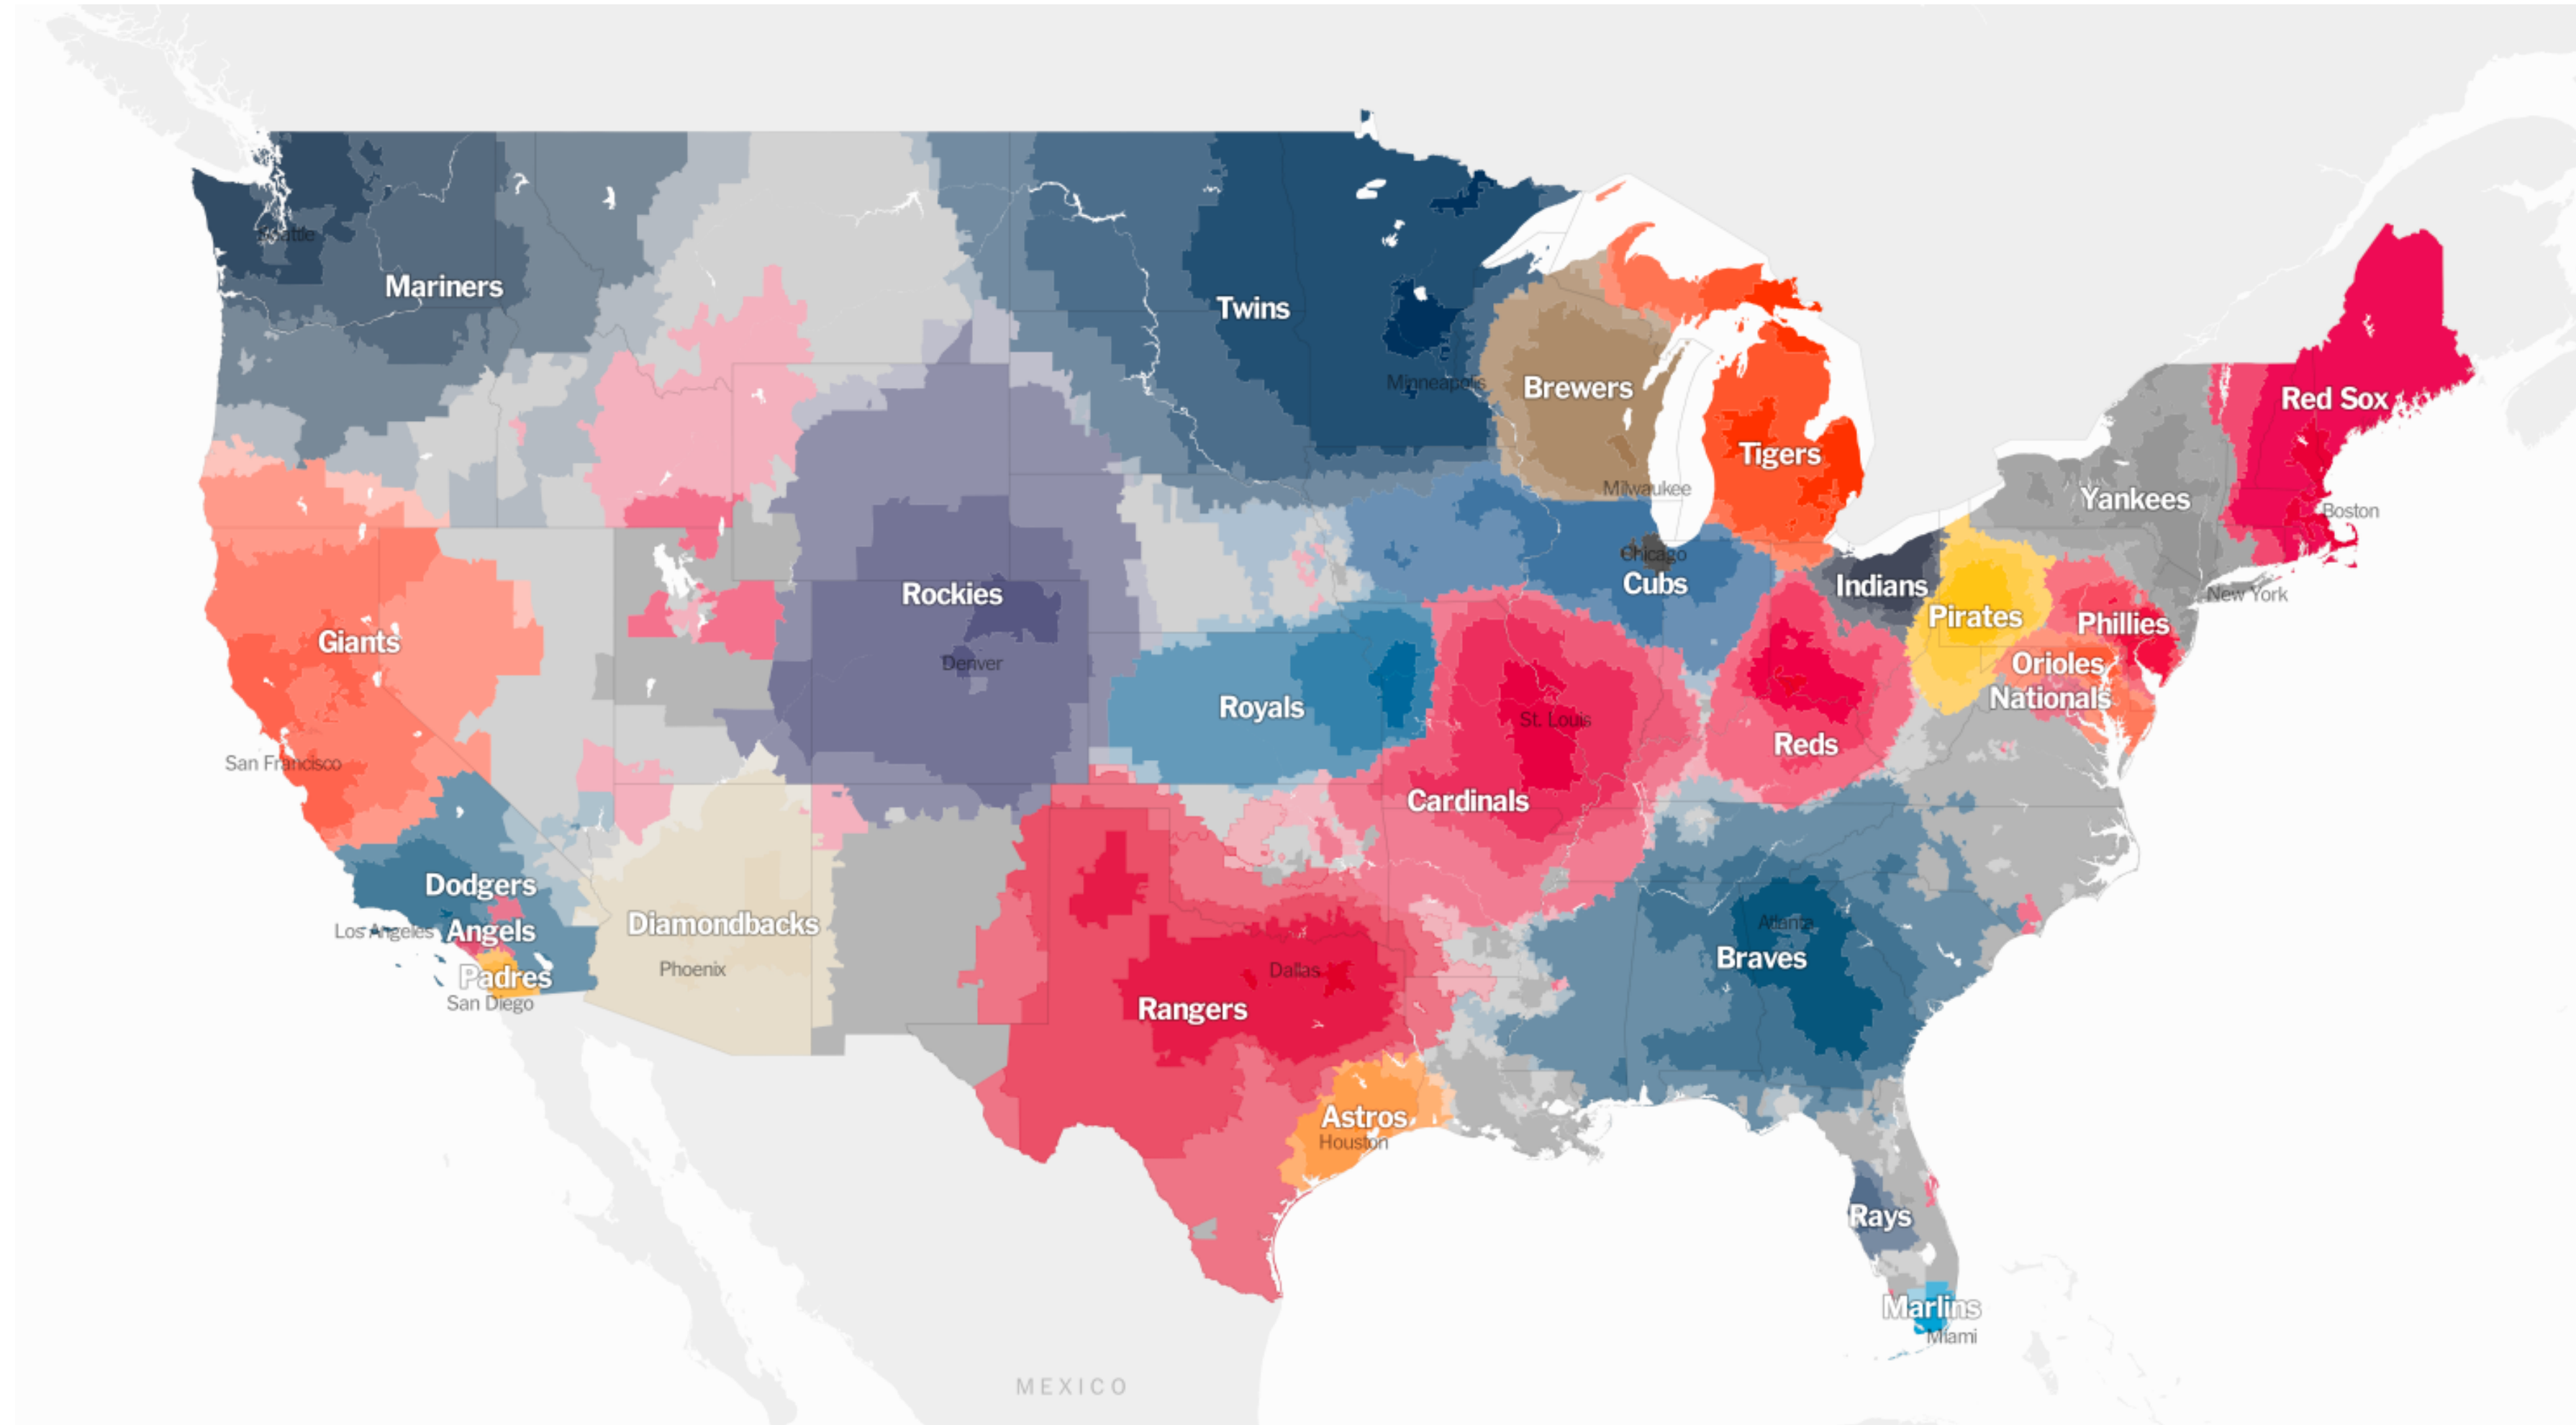 Seattle
Mariners
Twins
Minneapolis
Brewers
Milwaukee
Tigers
Red Sox
Boston
Yankees
New York
Chicago
Cubs
Indians
Pirates
Phillies
Orioles
Nationals
Rockies
Denver
Giants
San Francisco
Royals
St. Louis
Cardinals
Reds
Dodgers
Los Angeles
Angels
Padres
San Diego
Diamondbacks
Phoenix
Dallas
Rangers
Atlanta
Braves
Astros
Houston
Rays
Marlins
Miami
MEXICO